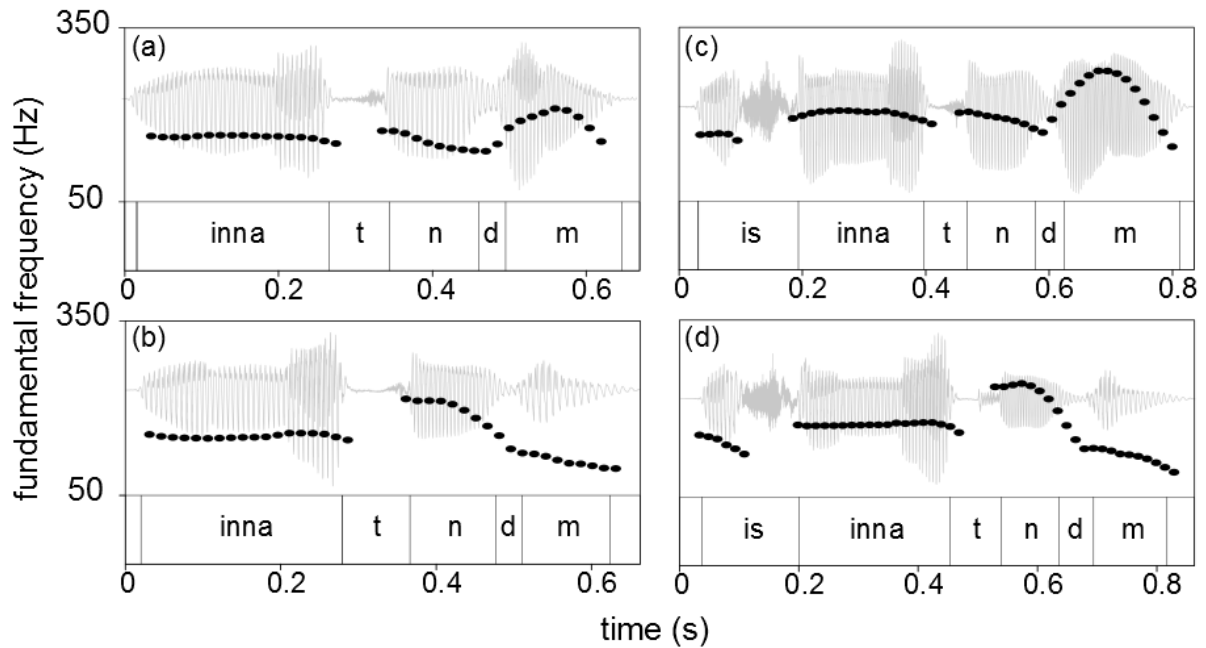 350
(a)
50
inna t n d m
0 0.2 0.4 0.6
(c)
is inna t n d m
0 0.2 0.4 0.6 0.8
350
(b)
50
inna t n d m
0 0.2 0.4 0.6
(d)
is inna t n d m
0 0.2 0.4 0.6 0.8
fundamental frequency (Hz)
time (s)